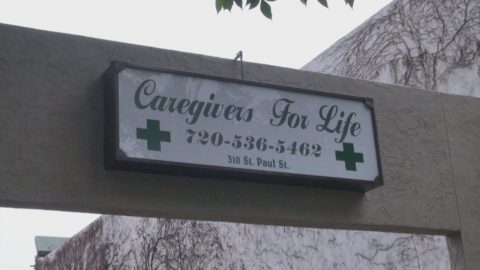 Caregivers For Life
720-536-5462
310 St. Paul St.